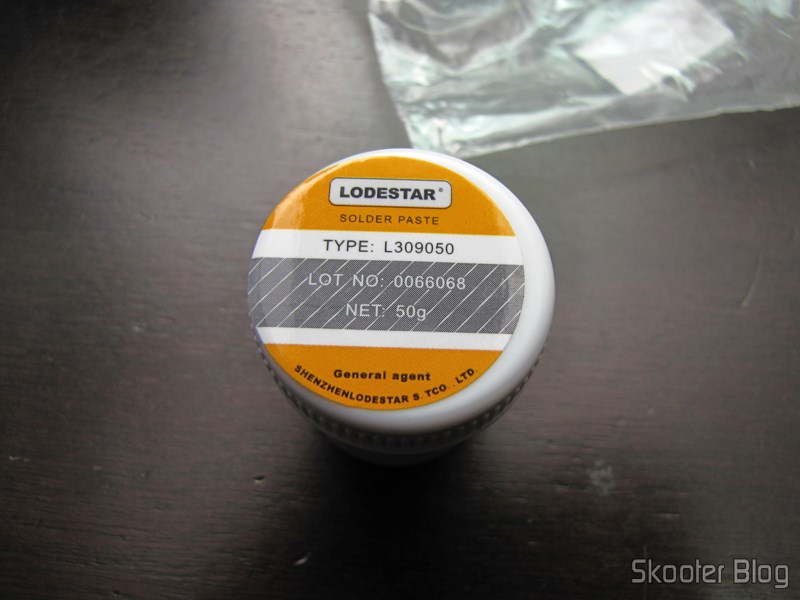 LODESTAR®
SOLDER PASTE
TYPE: L309050
LOT NO: 0066068
NET: 50g
General agent
SHENZHENLODESTAR S. TCO. .LTD.
Skooter Blog